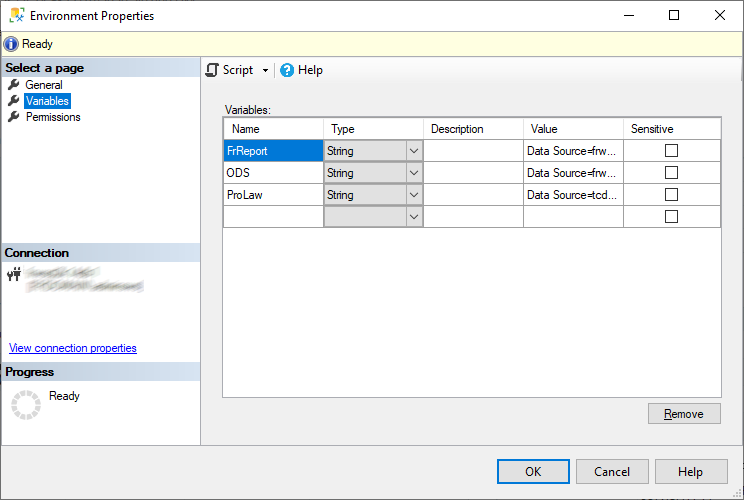 Environment Properties
Ready
Select a page
General
Variables
Permissions
Script
Help
Variables:
Name Type Description Value Sensitive
FrReport String Data Source=frw...
ODS String Data Source=frw...
ProLaw String Data Source=tcd...
Connection
View connection properties
Progress
Ready
Remove
OK Cancel Help